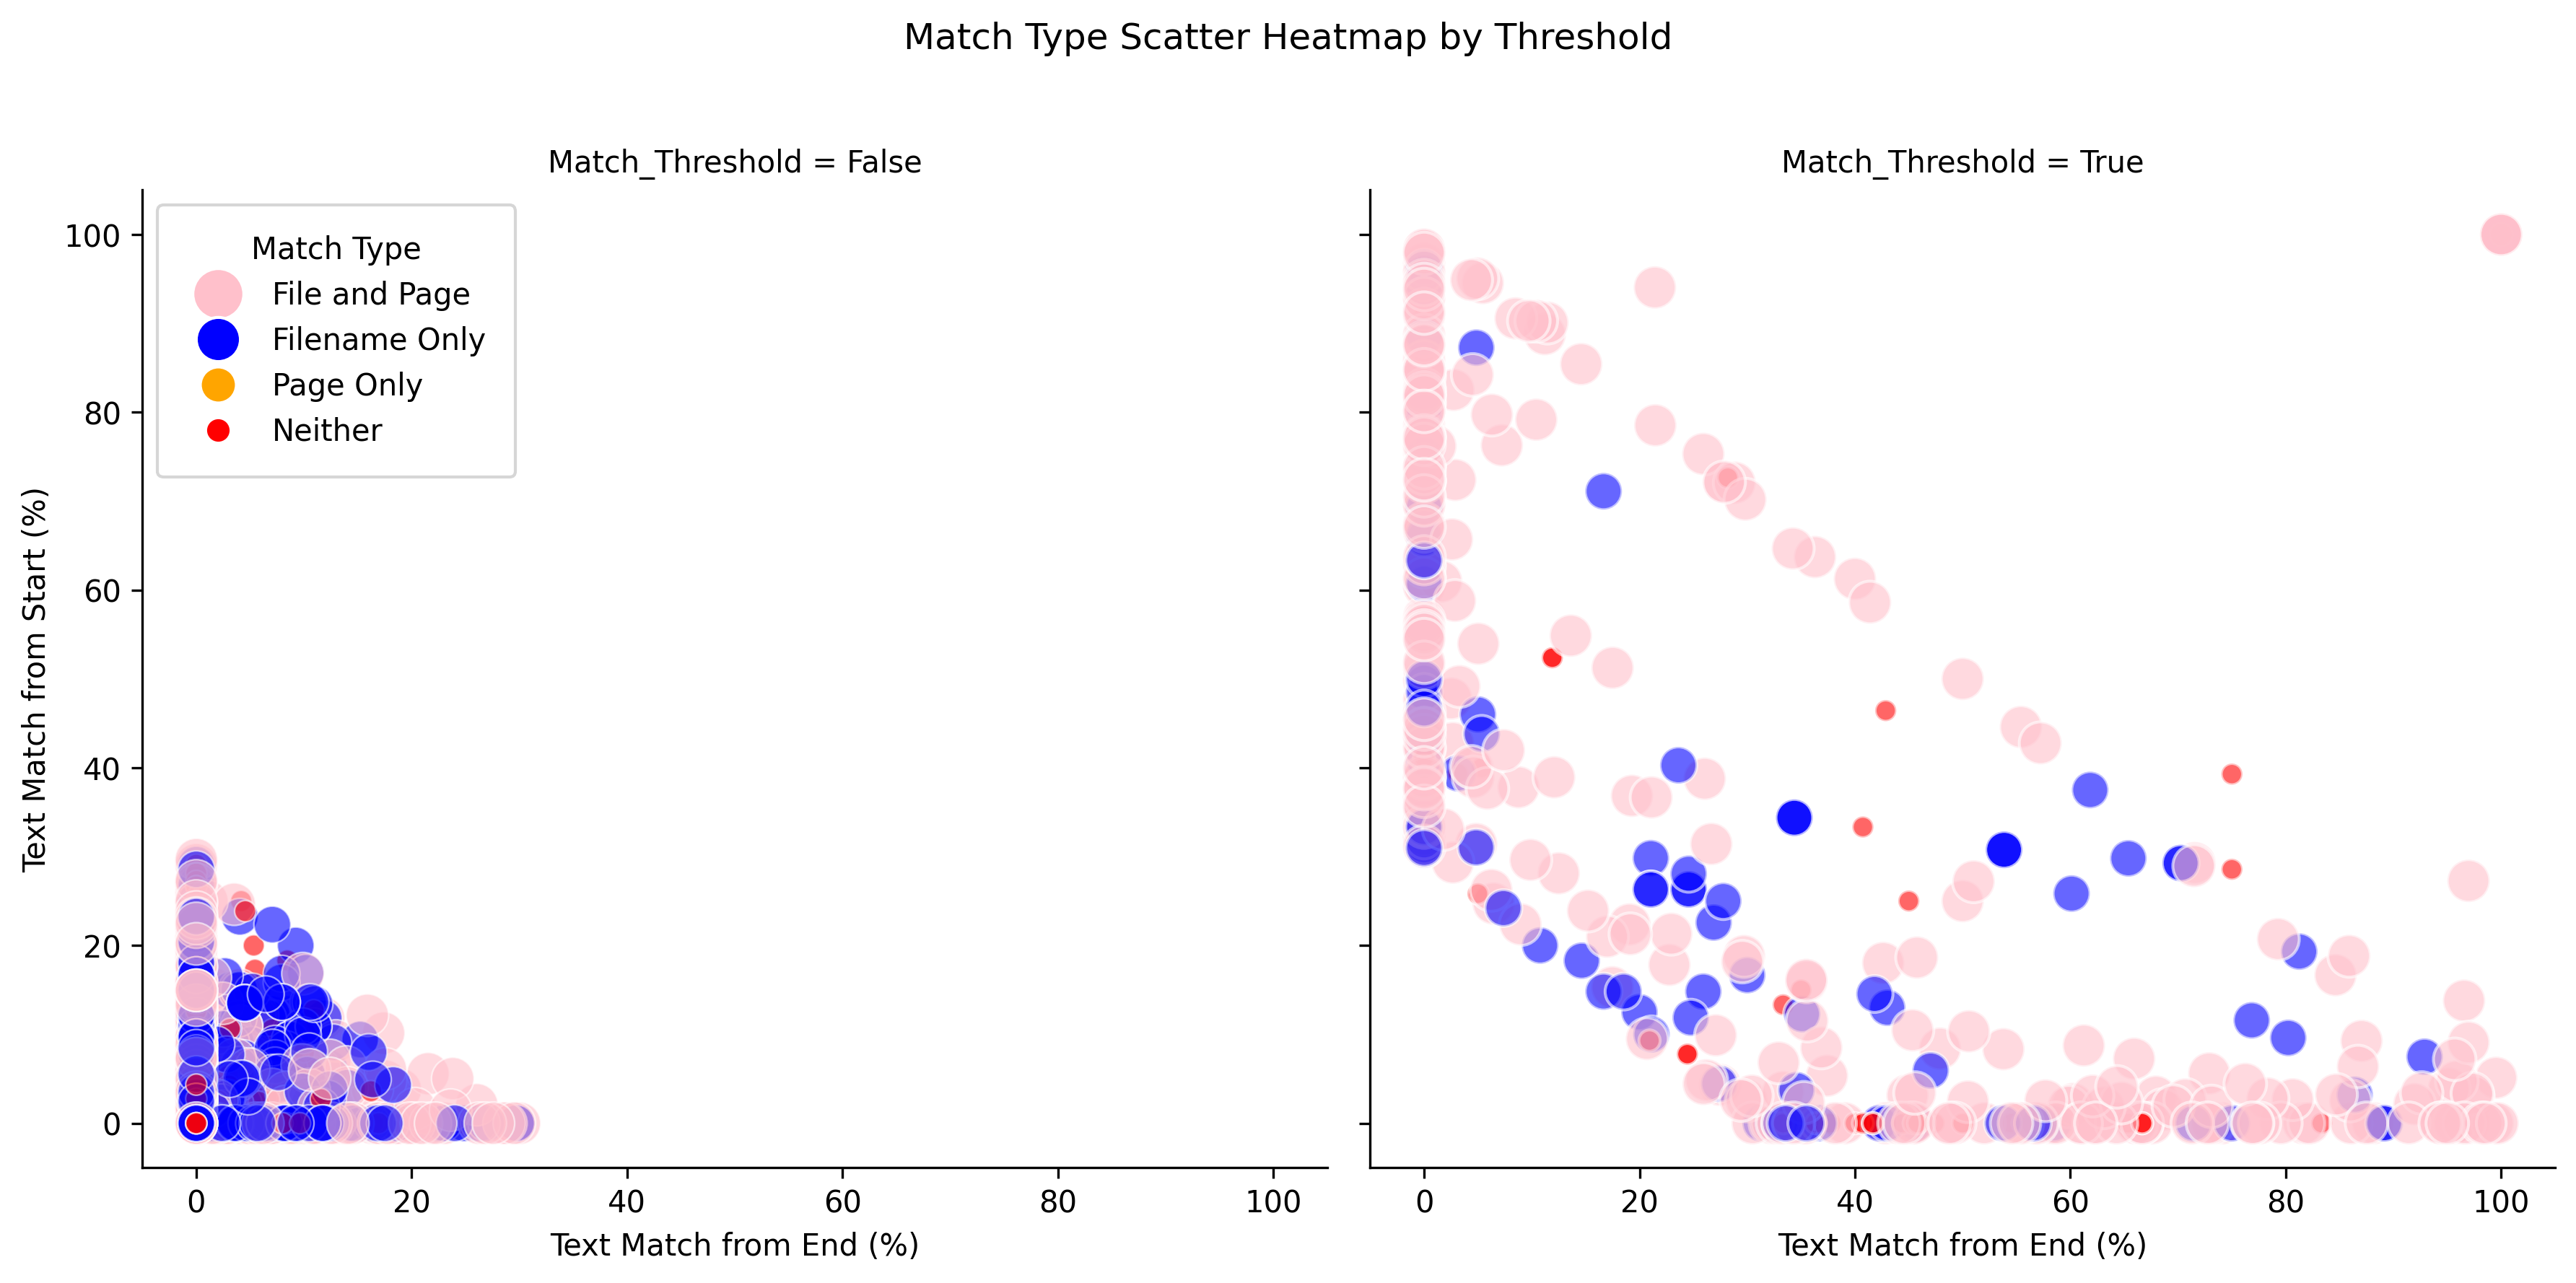 Match Type Scatter Heatmap by Threshold
Match_Threshold = False
Match_Threshold = True
Text Match from Start (%)
100
80
60
40
20
0
Match Type
File and Page
Filename Only
Page Only
Neither
0 20 40 60 80 100
0 20 40 60 80 100
Text Match from End (%)
Text Match from End (%)